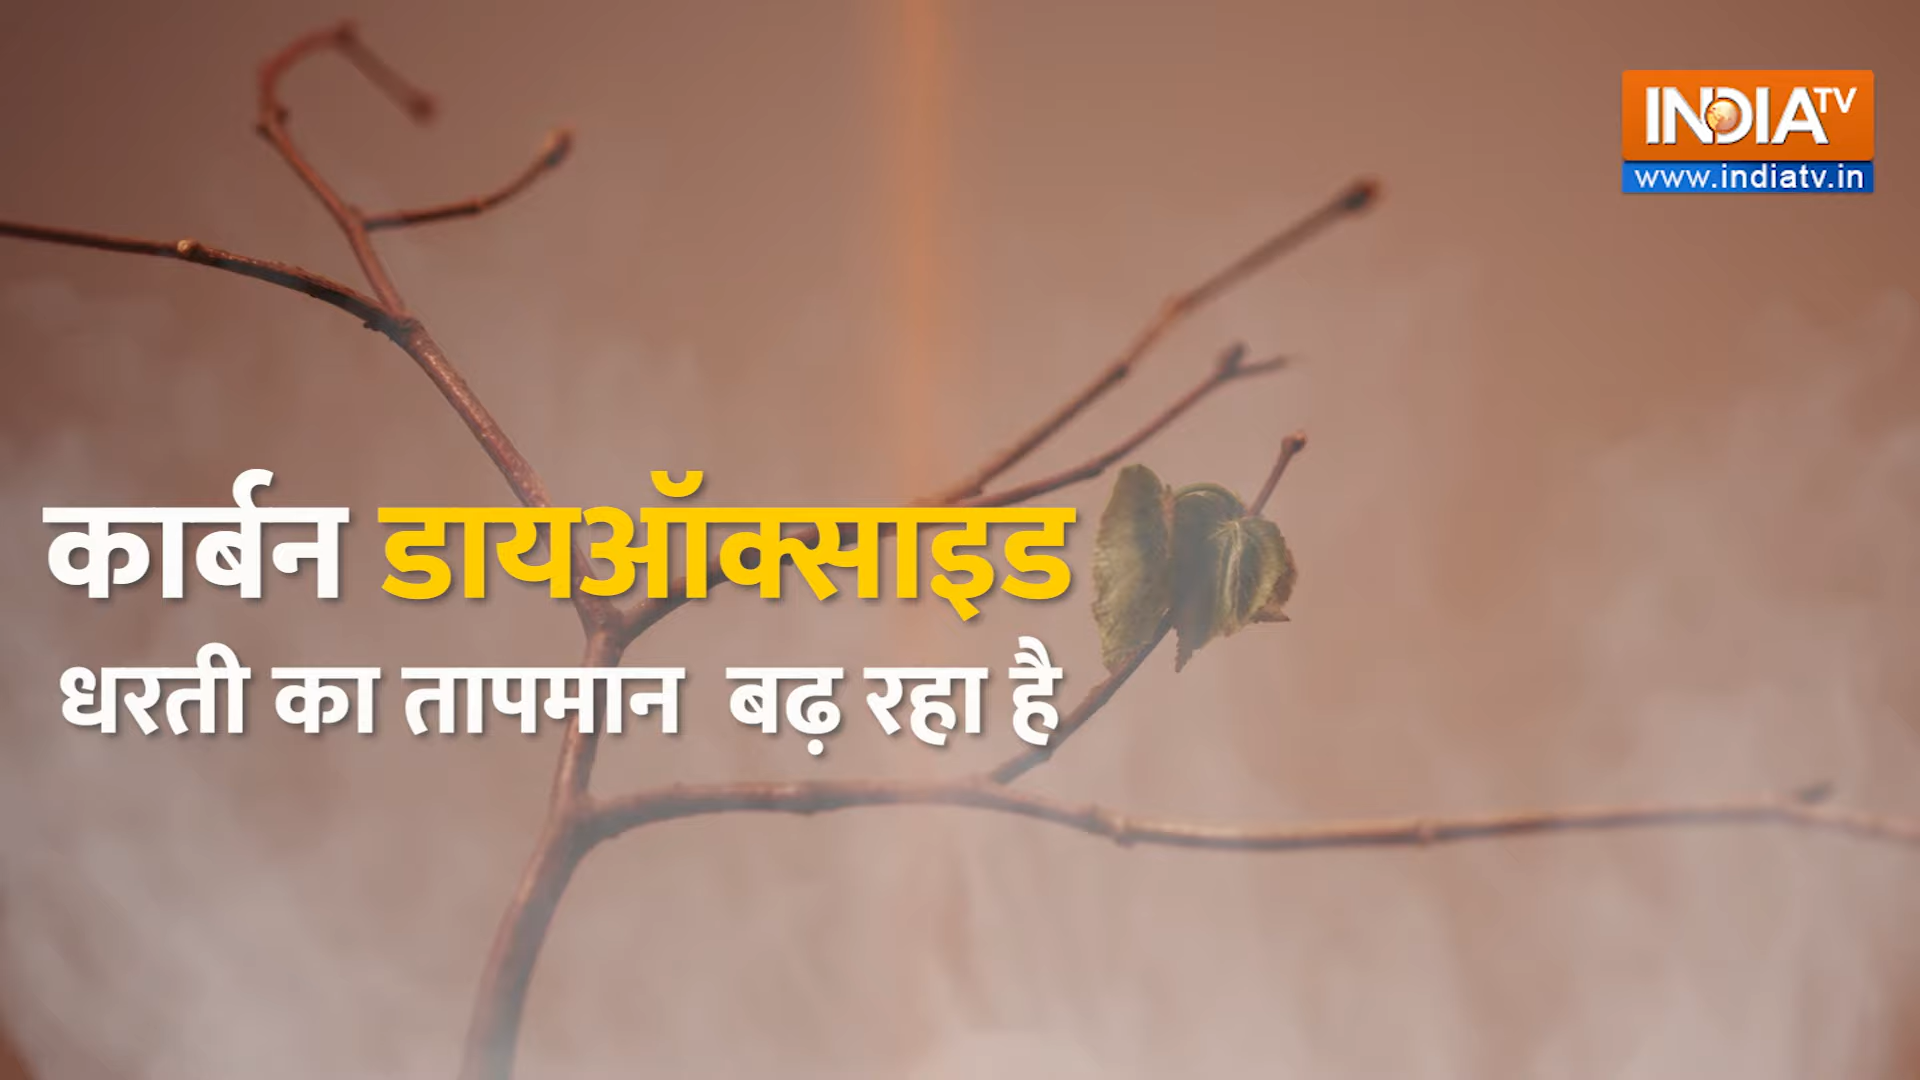 INDIA TV
www.indiatv.in
कार्बन डायऑक्साइड
धरती का तापमान बढ़ रहा है